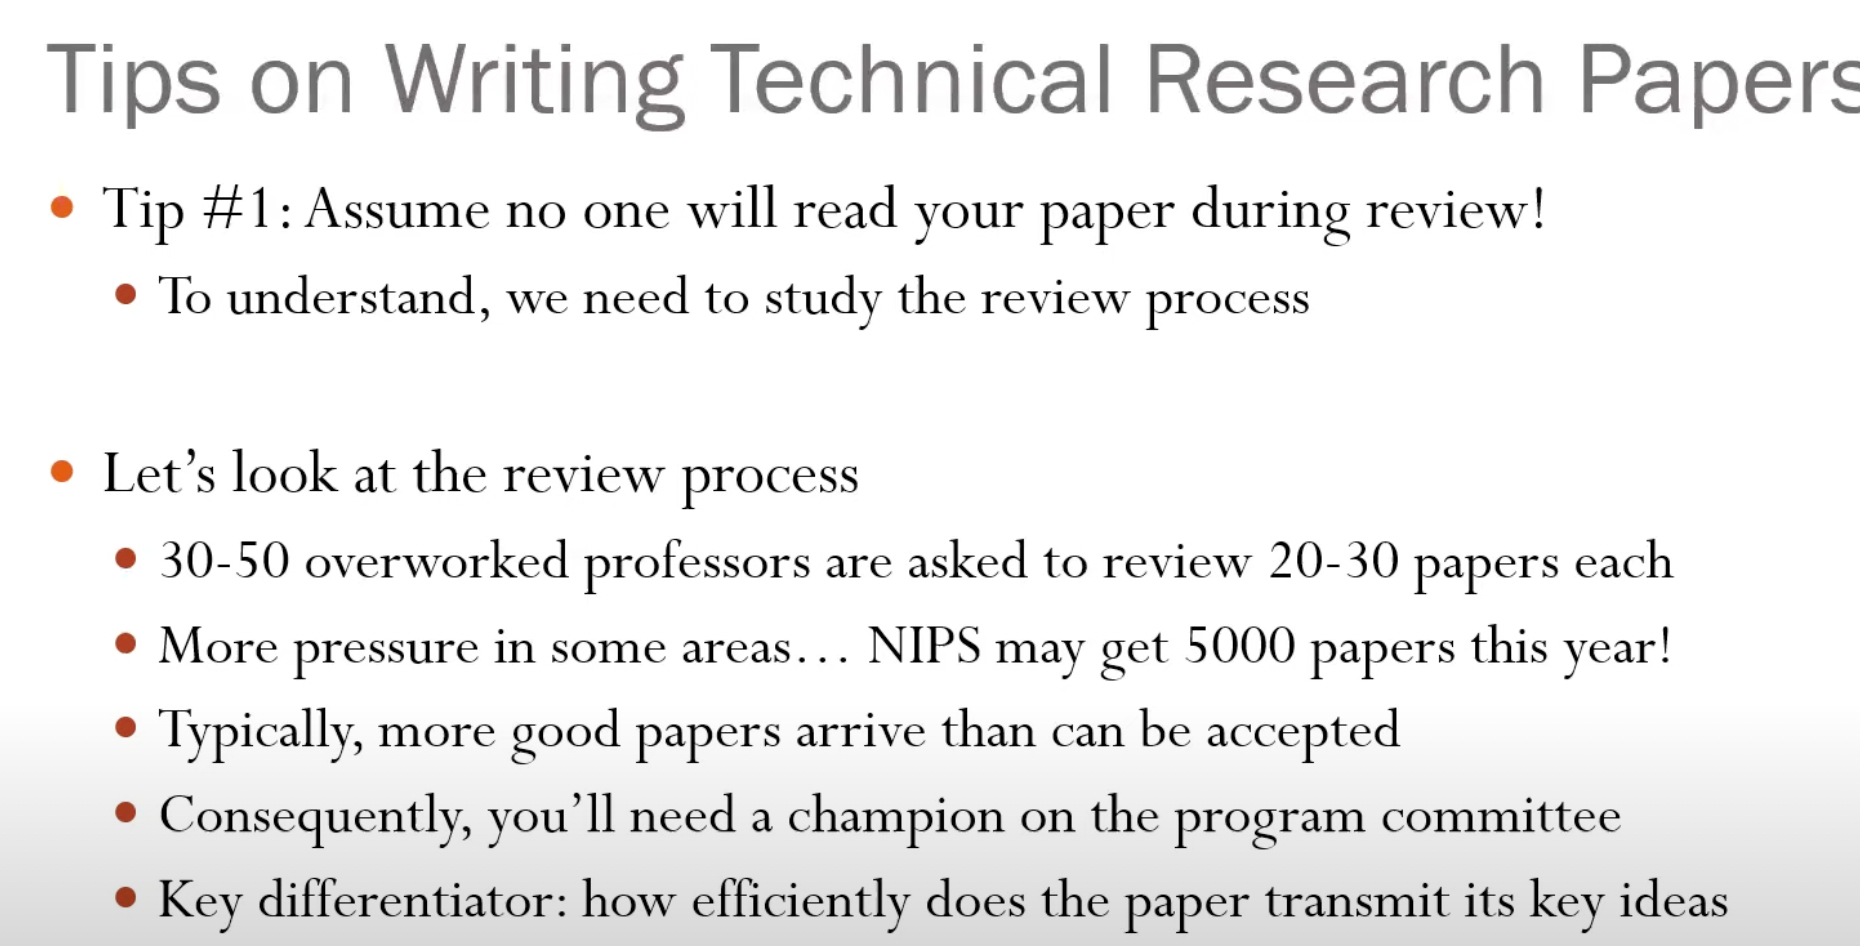 Tips on Writing Technical Research Papers
Tip #1: Assume no one will read your paper during review!
To understand, we need to study the review process
Let’s look at the review process
30-50 overworked professors are asked to review 20-30 papers each
More pressure in some areas… NIPS may get 5000 papers this year!
Typically, more good papers arrive than can be accepted
Consequently, you’ll need a champion on the program committee
Key differentiator: how efficiently does the paper transmit its key ideas